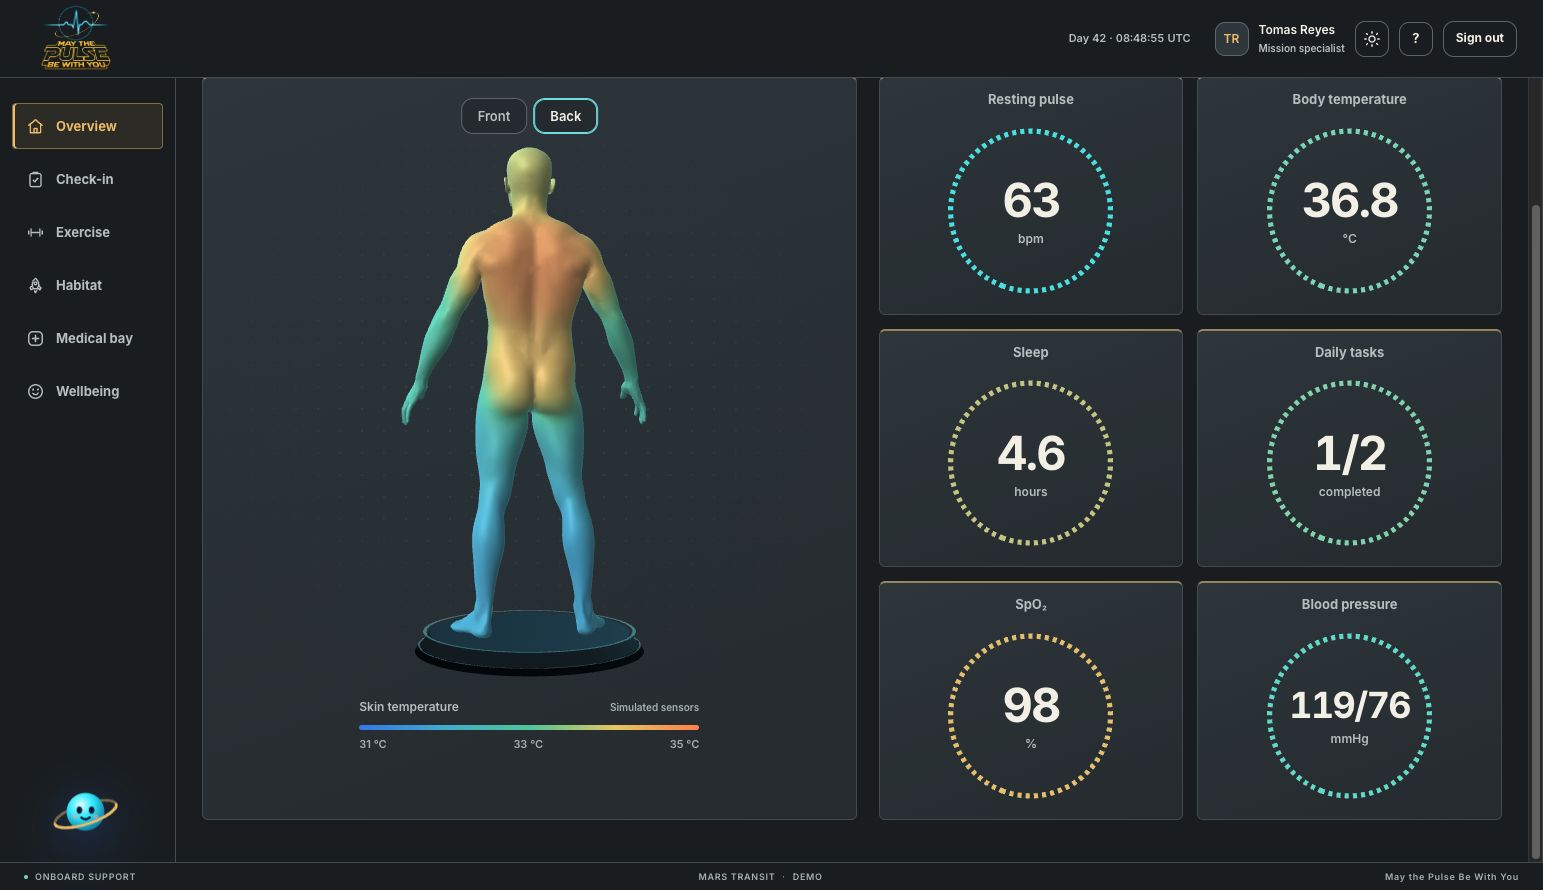 MAY THE
PULSE
BE WITH YOU
Day 42 · 08:48:55 UTC
TR
Tomas Reyes
Mission specialist
?
Sign out
Overview
Check-in
Exercise
Habitat
Medical bay
Wellbeing
Front
Back
Skin temperature
Simulated sensors
31 °C
33 °C
35 °C
Resting pulse
63
bpm
Body temperature
36.8
°C
Sleep
4.6
hours
Daily tasks
1/2
completed
SpO₂
98
%
Blood pressure
119/76
mmHg
ONBOARD SUPPORT
MARS TRANSIT · DEMO
May the Pulse Be With You